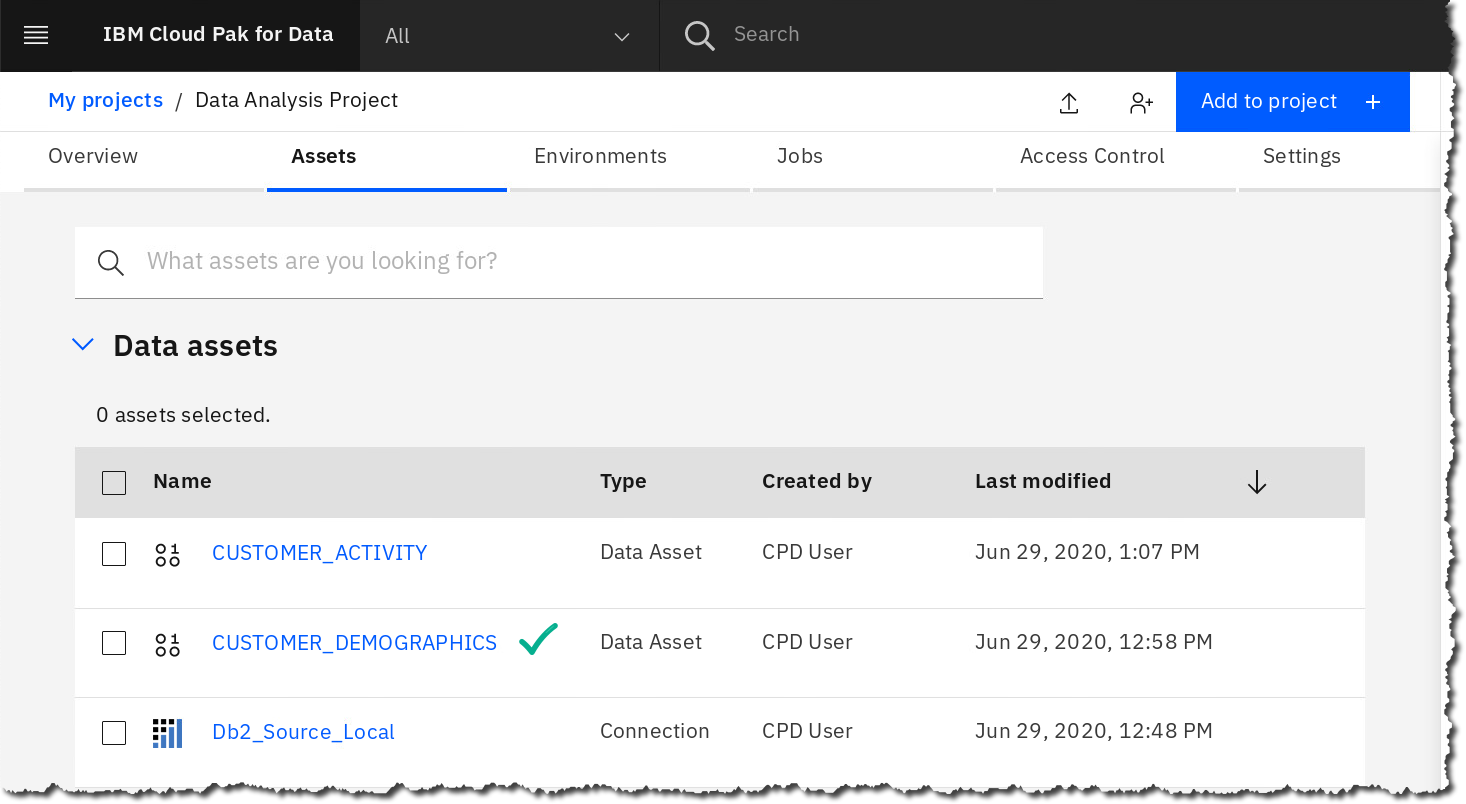 IBM Cloud Pak for Data All Search
My projects / Data Analysis Project Add to project +
Overview Assets Environments Jobs Access Control Settings
What assets are you looking for?
Data assets
0 assets selected.
Name Type Created by Last modified
CUSTOMER_ACTIVITY Data Asset CPD User Jun 29, 2020, 1:07 PM
CUSTOMER_DEMOGRAPHICS Data Asset CPD User Jun 29, 2020, 12:58 PM
Db2_Source_Local Connection CPD User Jun 29, 2020, 12:48 PM